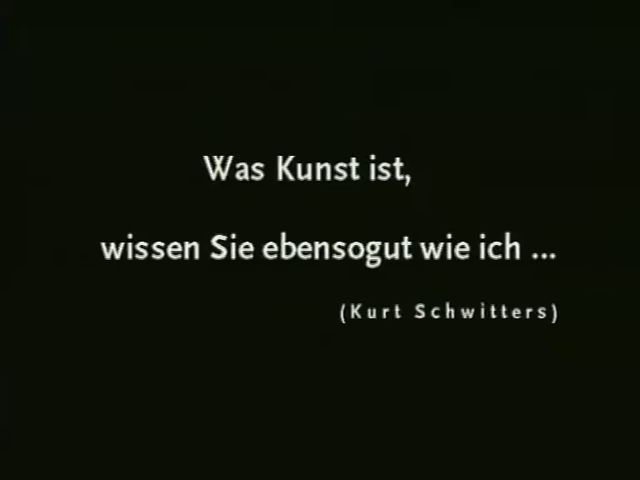 Was Kunst ist,
wissen Sie ebensogut wie ich ...
(Kurt Schwitters)